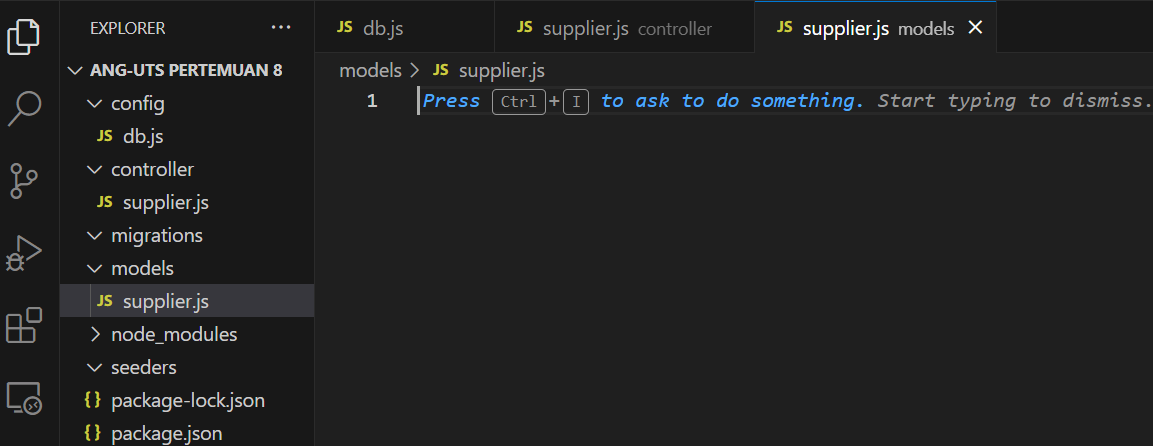 EXPLORER ···
ANG-UTS PERTEMUAN 8
config
JS db.js
controller
JS supplier.js
migrations
models
JS supplier.js
node_modules
seeders
{} package-lock.json
{} package.json
JS db.js JS supplier.js controller JS supplier.js models
models > JS supplier.js
1 Press Ctrl+I to ask to do something. Start typing to dismiss.